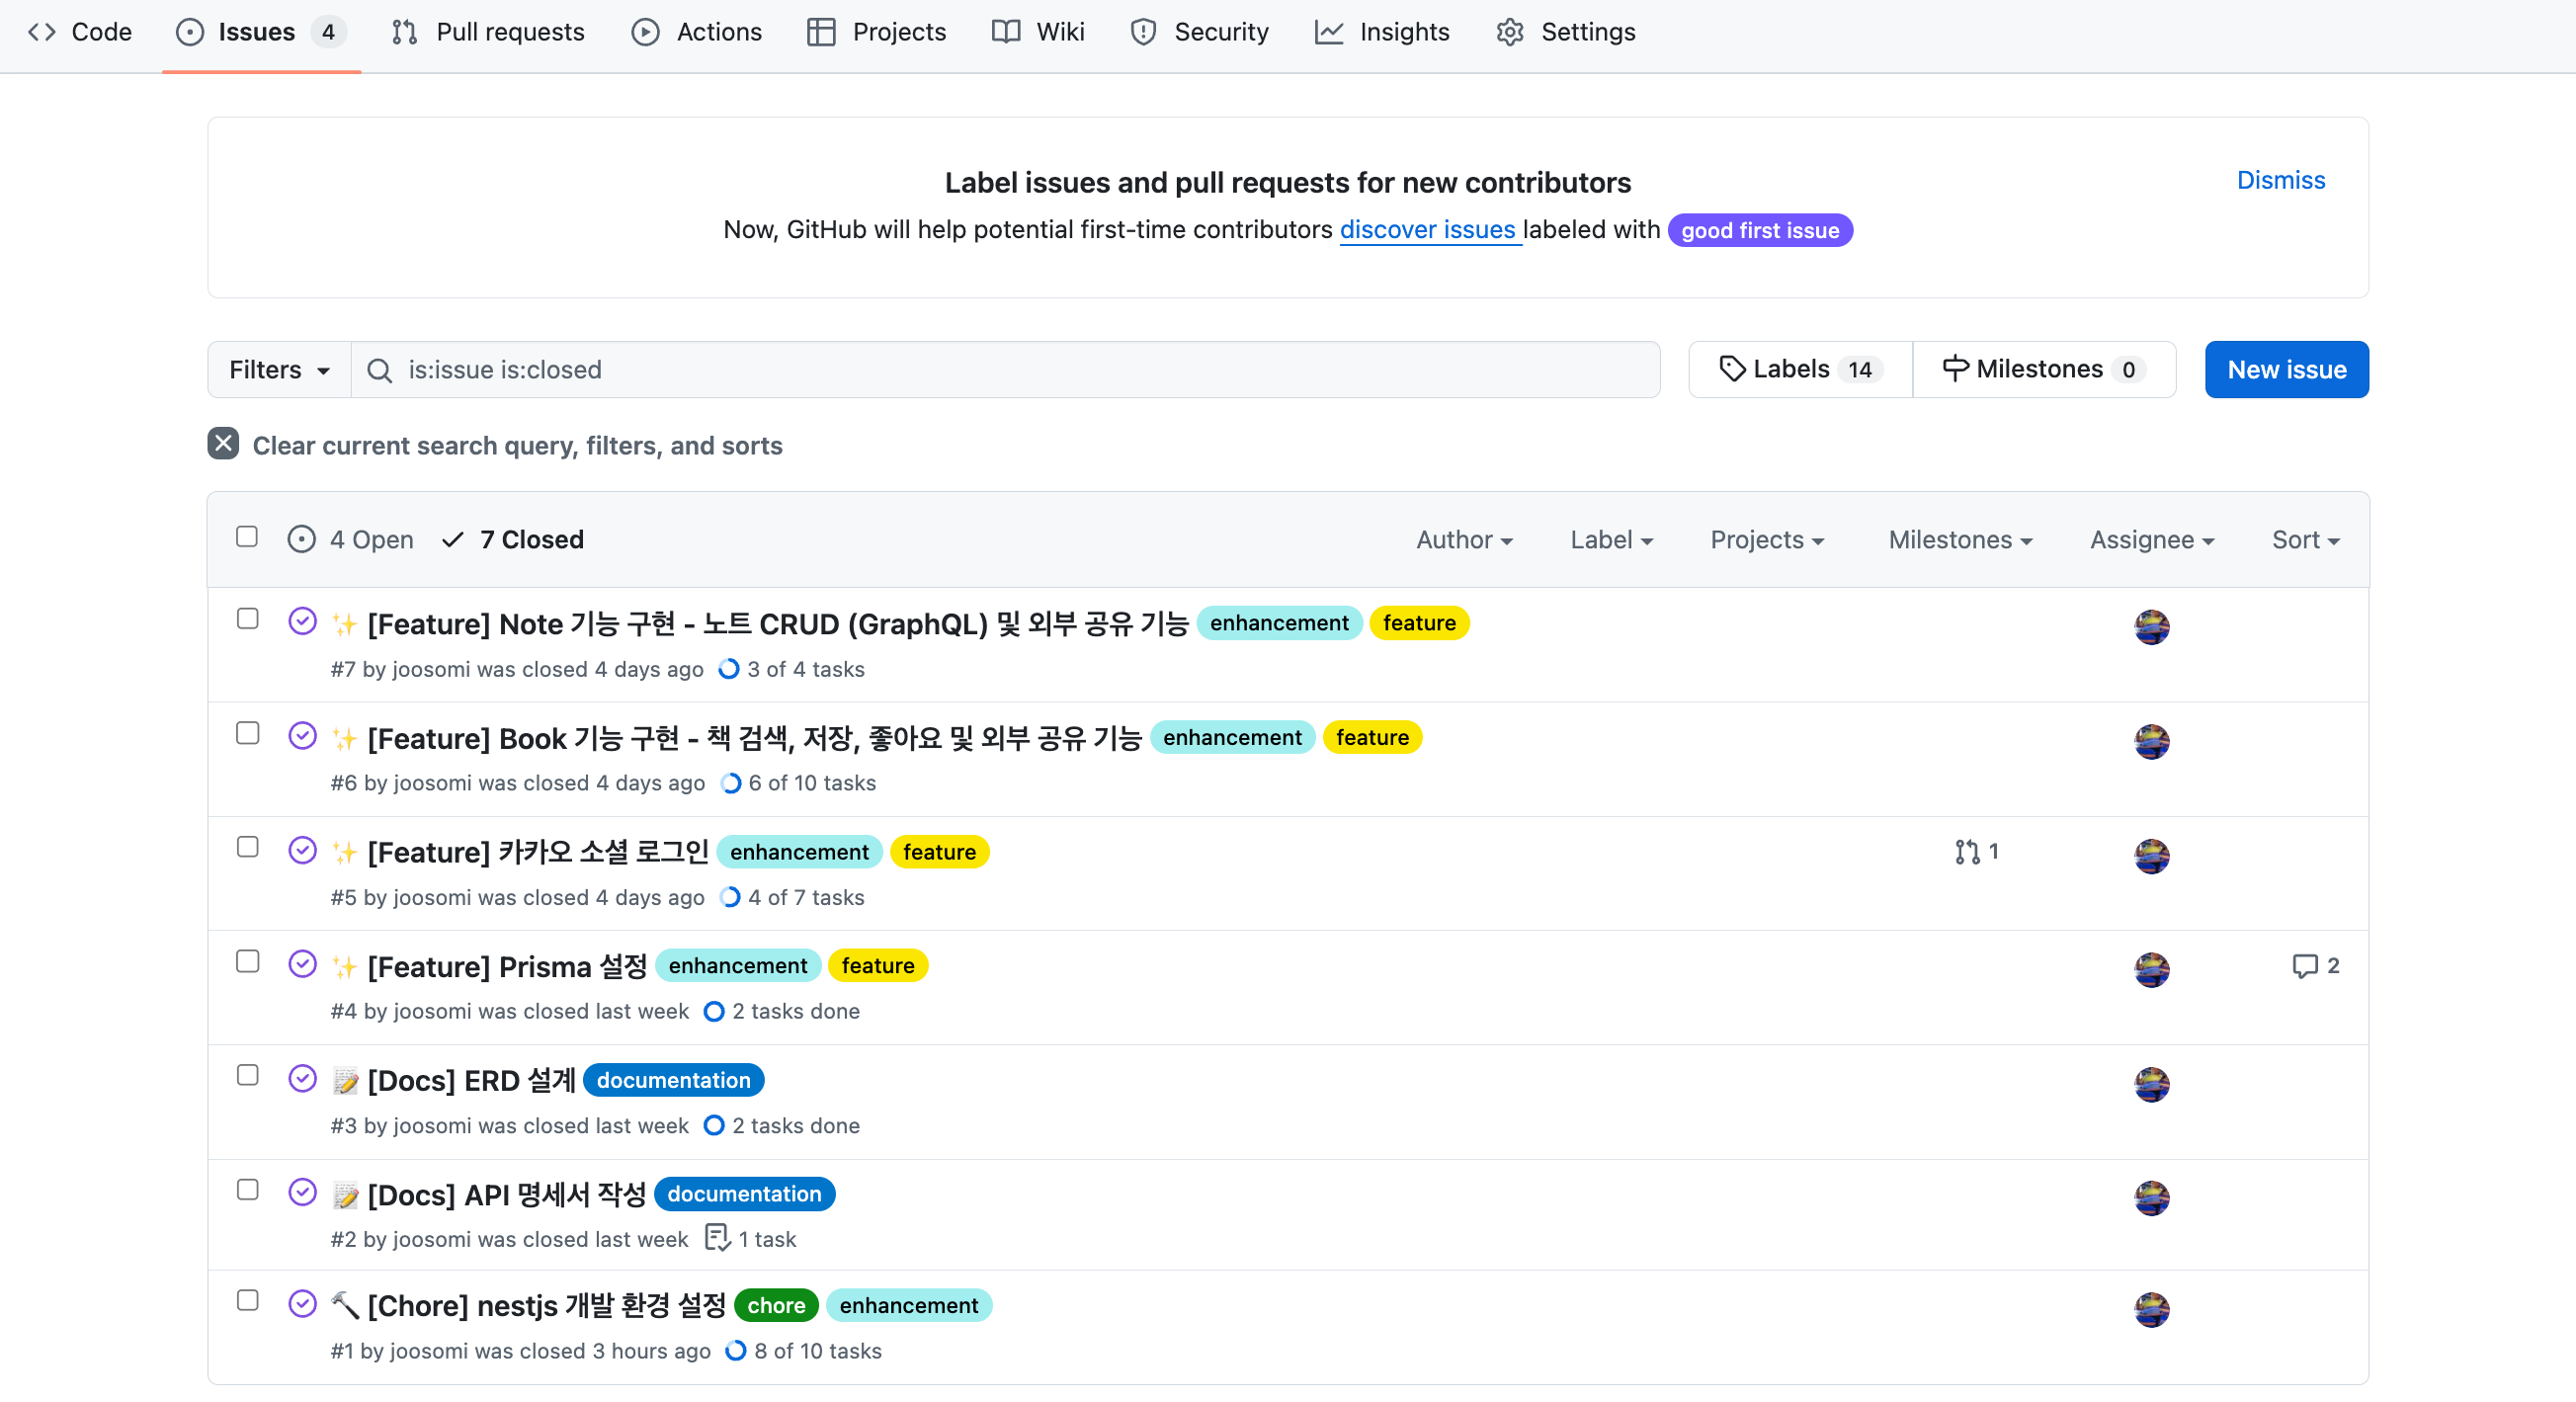 Code Issues 4 Pull requests Actions Projects Wiki Security Insights Settings
Label issues and pull requests for new contributors
Dismiss
Now, GitHub will help potential first-time contributors discover issues labeled with good first issue
Filters is:issue is:closed Labels 14 Milestones 0 New issue
Clear current search query, filters, and sorts
4 Open 7 Closed Author Label Projects Milestones Assignee Sort
✨ [Feature] Note 기능 구현 - 노트 CRUD (GraphQL) 및 외부 공유 기능 enhancement feature
#7 by joosomi was closed 4 days ago 3 of 4 tasks
✨ [Feature] Book 기능 구현 - 책 검색, 저장, 좋아요 및 외부 공유 기능 enhancement feature
#6 by joosomi was closed 4 days ago 6 of 10 tasks
✨ [Feature] 카카오 소셜 로그인 enhancement feature 1
#5 by joosomi was closed 4 days ago 4 of 7 tasks
✨ [Feature] Prisma 설정 enhancement feature 2
#4 by joosomi was closed last week 2 tasks done
📝 [Docs] ERD 설계 documentation
#3 by joosomi was closed last week 2 tasks done
📝 [Docs] API 명세서 작성 documentation
#2 by joosomi was closed last week 1 task
🔨 [Chore] nestjs 개발 환경 설정 chore enhancement
#1 by joosomi was closed 3 hours ago 8 of 10 tasks